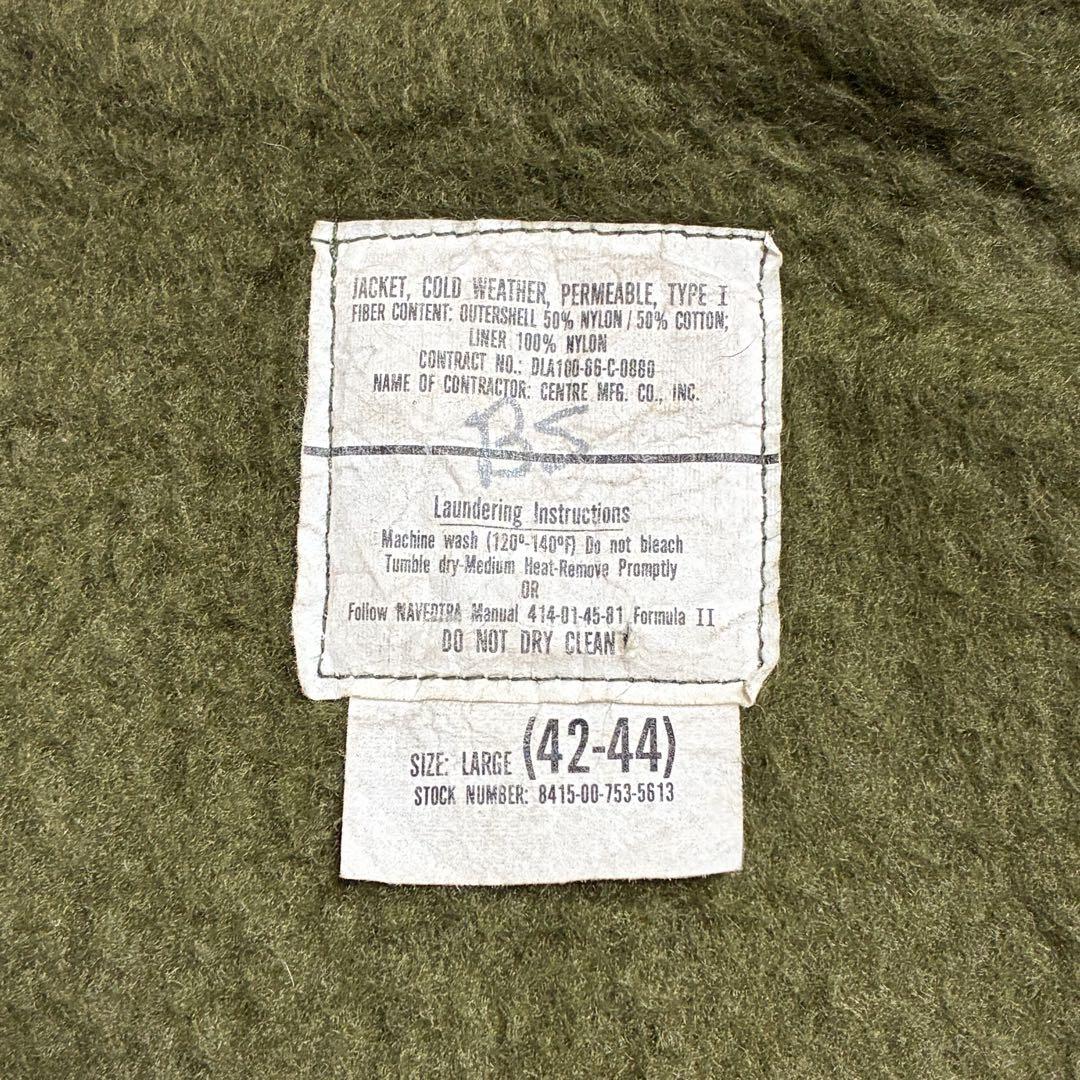 JACKET, COLD WEATHER, PERMEABLE, TYPE I
FIBER CONTENT: OUTERSHELL 50% NYLON / 50% COTTON;
LINER 100% NYLON
CONTRACT NO.: DLA100-86-C-0880
NAME OF CONTRACTOR: CENTRE MFG. CO., INC.
BS
Laundering Instructions
Machine wash (120º-140ºF) Do not bleach
Tumble dry-Medium Heat-Remove Promptly
OR
Follow NAVEDTRA Manual 414-01-45-81 Formula II
DO NOT DRY CLEAN
SIZE: LARGE (42-44)
STOCK NUMBER: 8415-00-753-5613